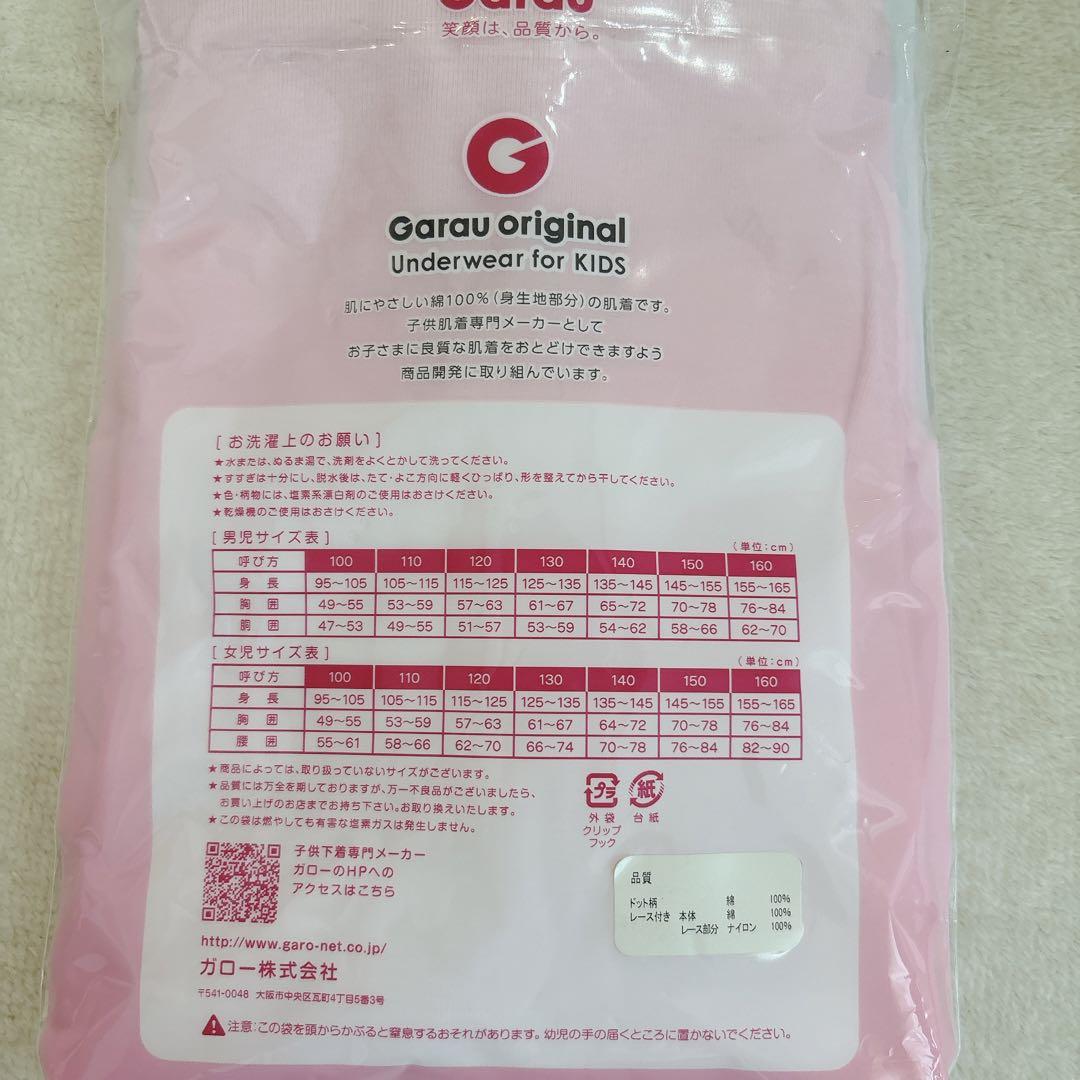 Garau
笑顔は、品質から。
G
Garau original
Underwear for KIDS
肌にやさしい綿100%(身生地部分)の肌着です。
子供肌着専門メーカーとして
お子さまに良質な肌着をおとどけできますよう
商品開発に取り組んでいます。
[お洗濯上のお願い]
★水または、ぬるま湯で、洗剤をよくとかして洗ってください。
★すすぎは十分にし、脱水後は、たて・よこ方向に軽くひっぱり、形を整えてから干してください。
★色・柄物には、塩素系漂白剤のご使用はおさけください。
★乾燥機のご使用はおさけください。
[男児サイズ表] (単位:cm)
呼び方 100 110 120 130 140 150 160
身長 95〜105 105〜115 115〜125 125〜135 135〜145 145〜155 155〜165
胸囲 49〜55 53〜59 57〜63 61〜67 65〜72 70〜78 76〜84
胴囲 47〜53 49〜55 51〜57 53〜59 54〜62 58〜66 62〜70
[女児サイズ表] (単位:cm)
呼び方 100 110 120 130 140 150 160
身長 95〜105 105〜115 115〜125 125〜135 135〜145 145〜155 155〜165
胸囲 49〜55 53〜59 57〜63 61〜67 64〜72 70〜78 76〜84
腰囲 55〜61 58〜66 62〜70 66〜74 70〜78 76〜84 82〜90
★商品によっては、取り扱っていないサイズがございます。
★品質には万全を期しておりますが、万一不良品がございましたら、
お買い上げのお店までお持ち下さい。お取り換えいたします。
★この袋は燃やしても有害な塩素ガスは発生しません。
プラ 紙
外袋 台紙
クリップ
フック
子供下着専門メーカー
ガローのHPへの
アクセスはこちら
http://www.garo-net.co.jp/
ガロー株式会社
〒541-0048 大阪市中央区瓦町4丁目5番3号
品質
ドット柄 綿 100%
レース付き 本体 綿 100%
レース部分 ナイロン 100%
注意:この袋を頭からかぶると窒息するおそれがあります。幼児の手の届くところに置かないでください。